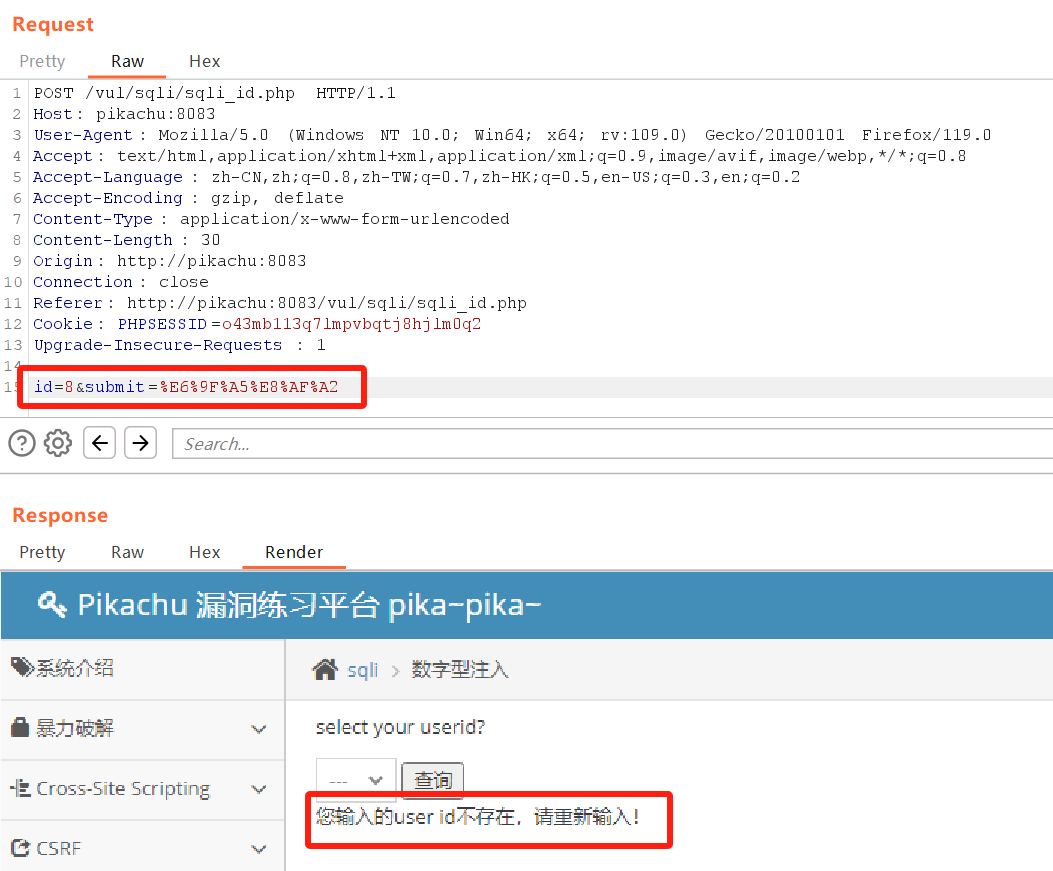 Request
Pretty Raw Hex
1 POST /vul/sqli/sqli_id.php HTTP/1.1
2 Host: pikachu:8083
3 User-Agent: Mozilla/5.0 (Windows NT 10.0; Win64; x64; rv:109.0) Gecko/20100101 Firefox/119.0
4 Accept: text/html,application/xhtml+xml,application/xml;q=0.9,image/avif,image/webp,*/*;q=0.8
5 Accept-Language: zh-CN,zh;q=0.8,zh-TW;q=0.7,zh-HK;q=0.5,en-US;q=0.3,en;q=0.2
6 Accept-Encoding: gzip, deflate
7 Content-Type: application/x-www-form-urlencoded
8 Content-Length: 30
9 Origin: http://pikachu:8083
10 Connection: close
11 Referer: http://pikachu:8083/vul/sqli/sqli_id.php
12 Cookie: PHPSESSID=o43mb113q7lmpvbqtj8hjlm0q2
13 Upgrade-Insecure-Requests: 1
14
15 id=8&submit=%E6%9F%A5%E8%AF%A2
Search...
Response
Pretty Raw Hex Render
Pikachu 漏洞练习平台 pika~pika~
系统介绍
sqli > 数字型注入
暴力破解
select your userid?
Cross-Site Scripting
--- 查询
您输入的user id不存在，请重新输入！
CSRF